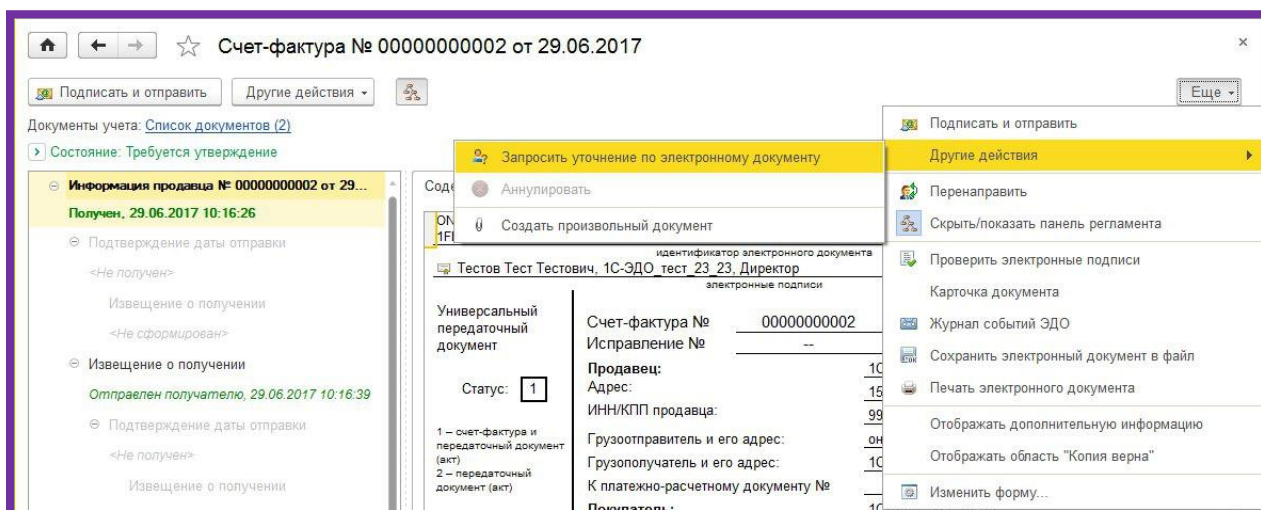 Счет-фактура № 00000000002 от 29.06.2017
Подписать и отправить
Другие действия
Еще
Документы учета: Список документов (2)
Состояние: Требуется утверждение
Информация продавца № 00000000002 от 29...
Получен, 29.06.2017 10:16:26
Подтверждение даты отправки
<Не получен>
Извещение о получении
<Не сформирован>
Извещение о получении
Отправлен получателю, 29.06.2017 10:16:39
Подтверждение даты отправки
<Не получен>
Извещение о получении
Запросить уточнение по электронному документу
Аннулировать
Создать произвольный документ
идентификатор электронного документа
Тестов Тест Тестович, 1С-ЭДО_тест_23_23, Директор
электронные подписи
Универсальный
передаточный
документ
Статус: 1
1 – счет-фактура и
передаточный документ
(акт)
2 – передаточный
документ (акт)
Счет-фактура № 00000000002
Исправление № --
Продавец:
Адрес:
ИНН/КПП продавца:
Грузоотправитель и его адрес:
Грузополучатель и его адрес:
К платежно-расчетному документу №
Покупатель:
Подписать и отправить
Другие действия
Перенаправить
Скрыть/показать панель регламента
Проверить электронные подписи
Карточка документа
Журнал событий ЭДО
Сохранить электронный документ в файл
Печать электронного документа
Отображать дополнительную информацию
Отображать область "Копия верна"
Изменить форму...